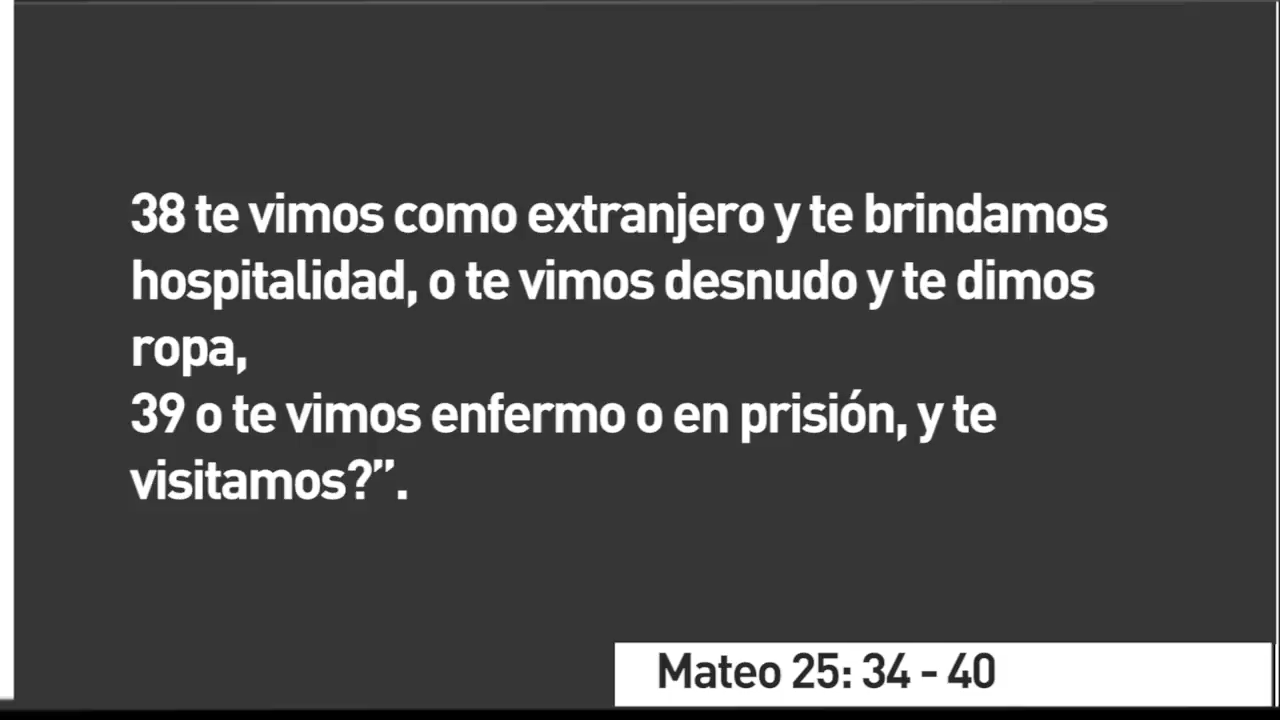 38 te vimos como extranjero y te brindamos
hospitalidad, o te vimos desnudo y te dimos
ropa,
39 o te vimos enfermo o en prisión, y te
visitamos?”.
Mateo 25: 34 - 40